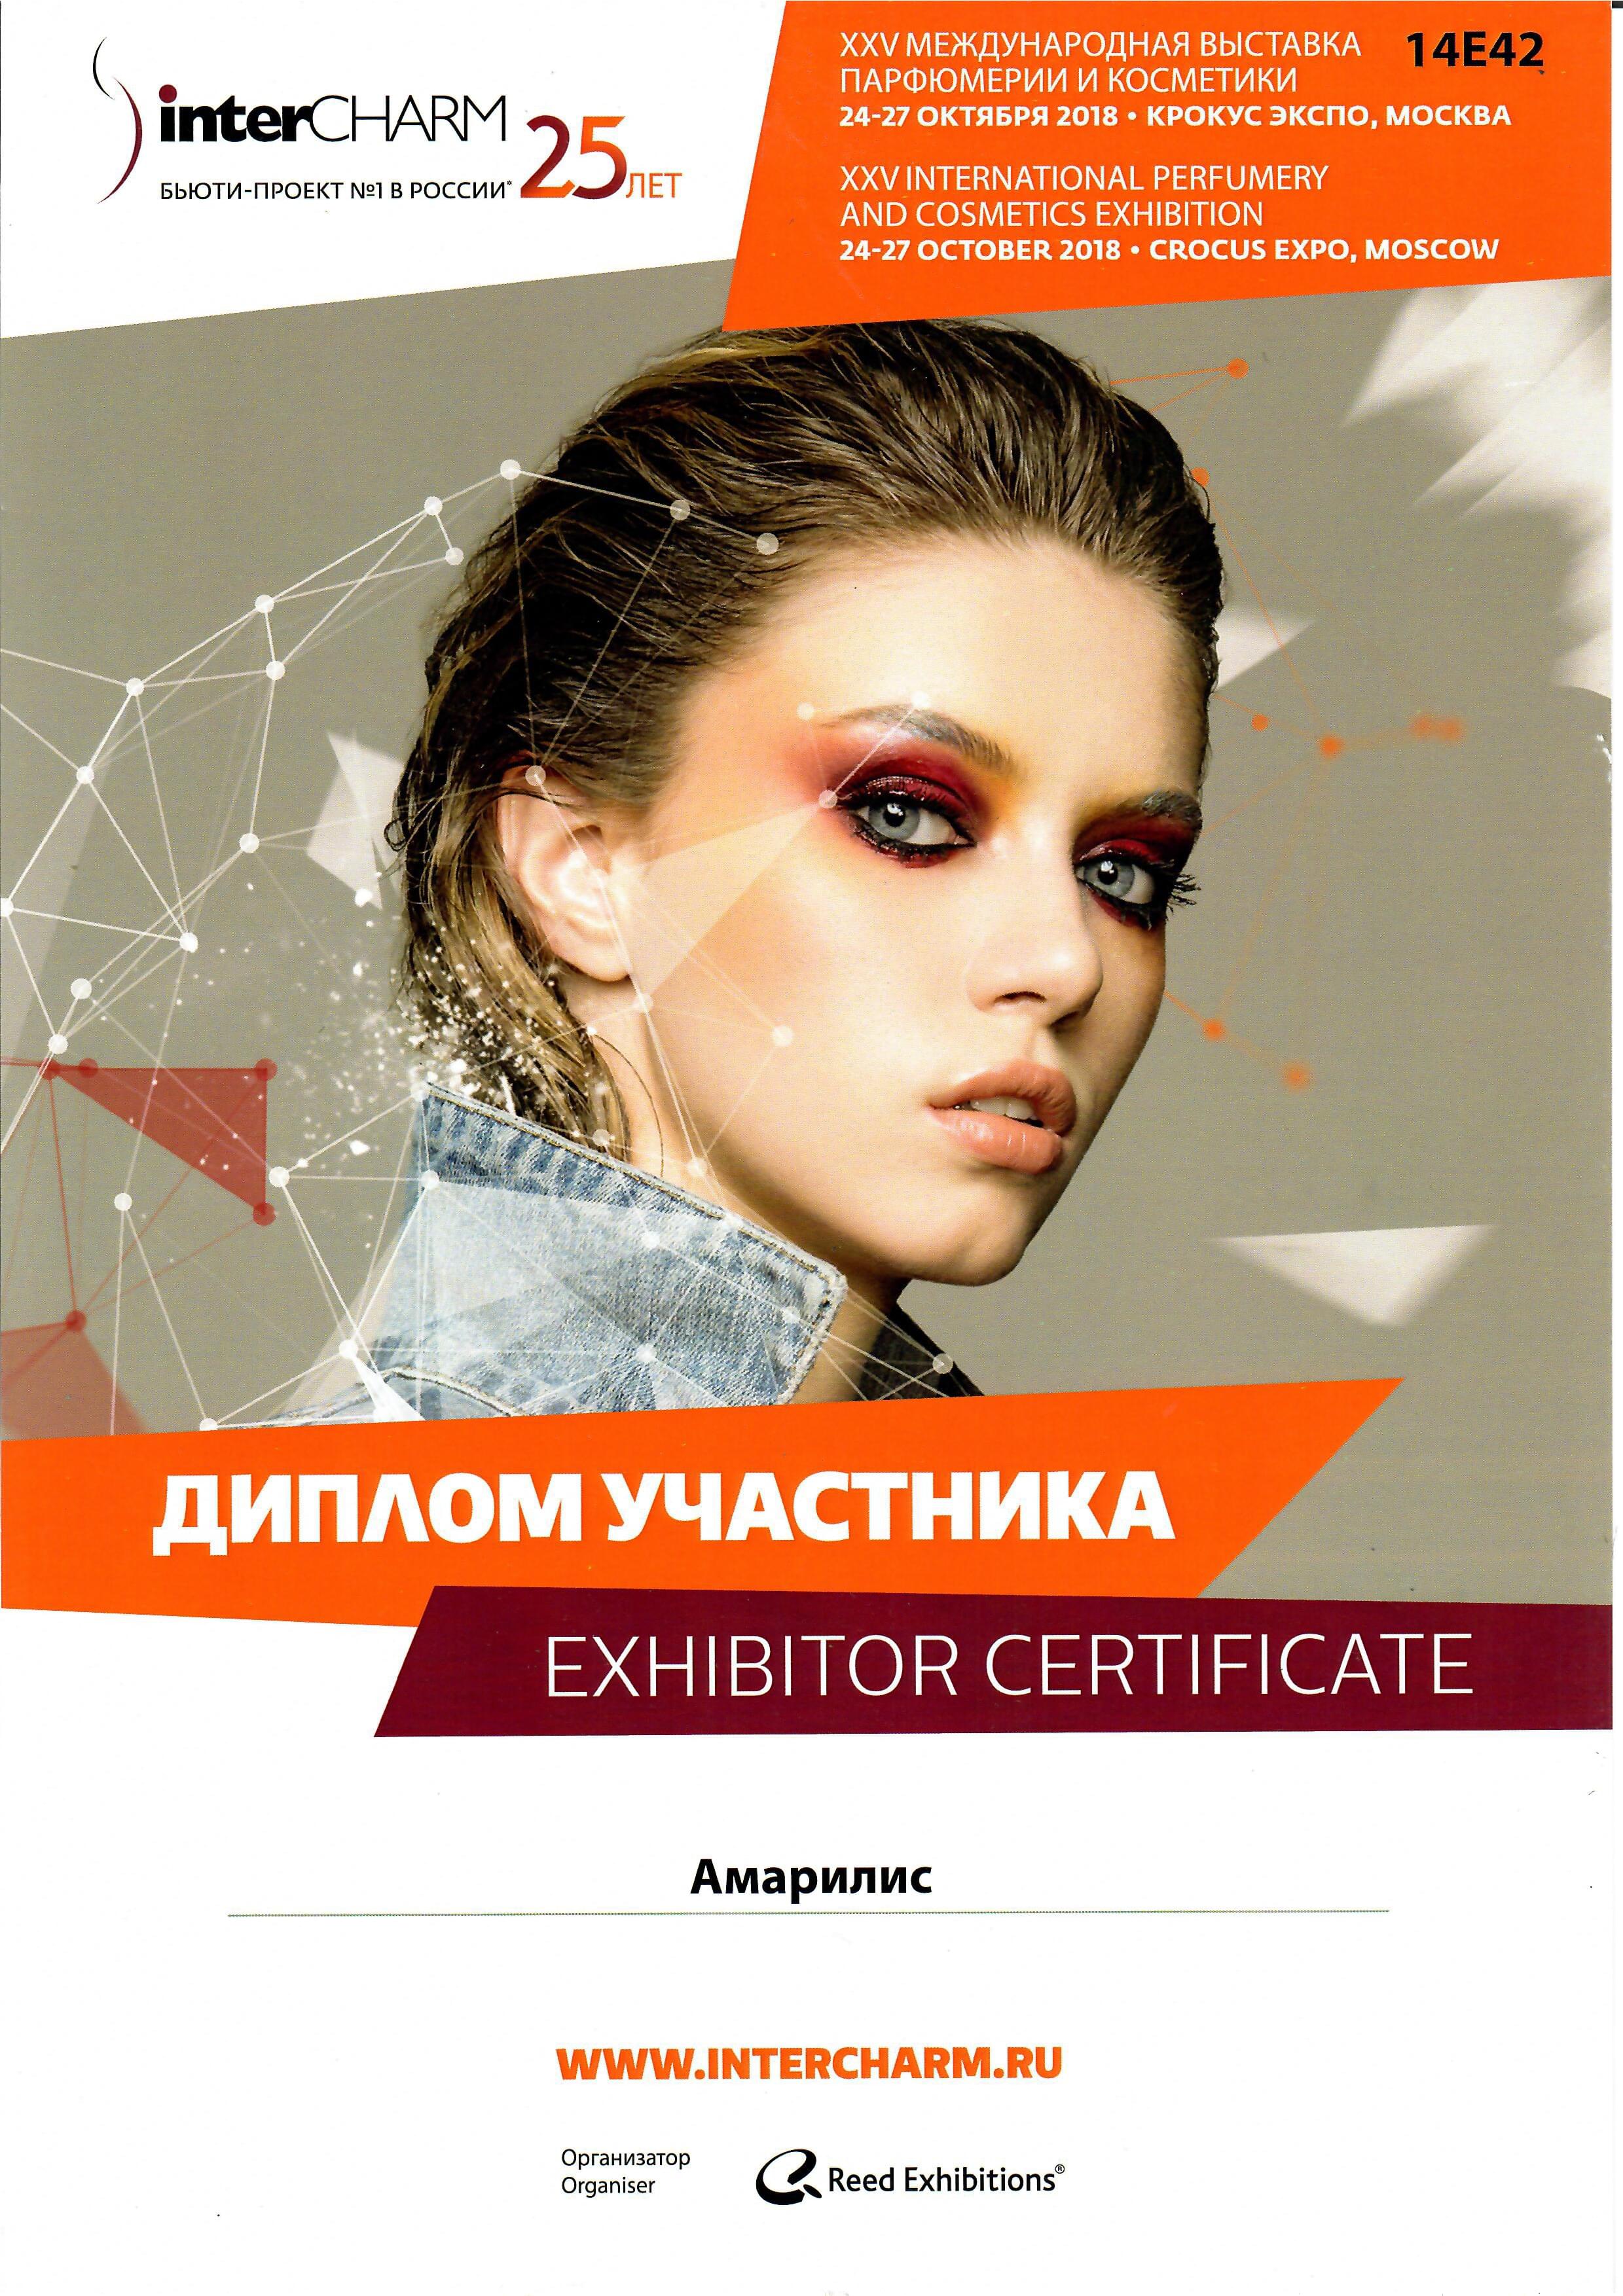 interCHARM
БЬЮТИ-ПРОЕКТ №1 В РОССИИ*
25 ЛЕТ
14E42
XXV МЕЖДУНАРОДНАЯ ВЫСТАВКА
ПАРФЮМЕРИИ И КОСМЕТИКИ
24-27 ОКТЯБРЯ 2018 • КРОКУС ЭКСПО, МОСКВА
XXV INTERNATIONAL PERFUMERY
AND COSMETICS EXHIBITION
24-27 OCTOBER 2018 • CROCUS EXPO, MOSCOW
ДИПЛОМ УЧАСТНИКА
EXHIBITOR CERTIFICATE
Амарилис
WWW.INTERCHARM.RU
Организатор
Organiser
Reed Exhibitions®